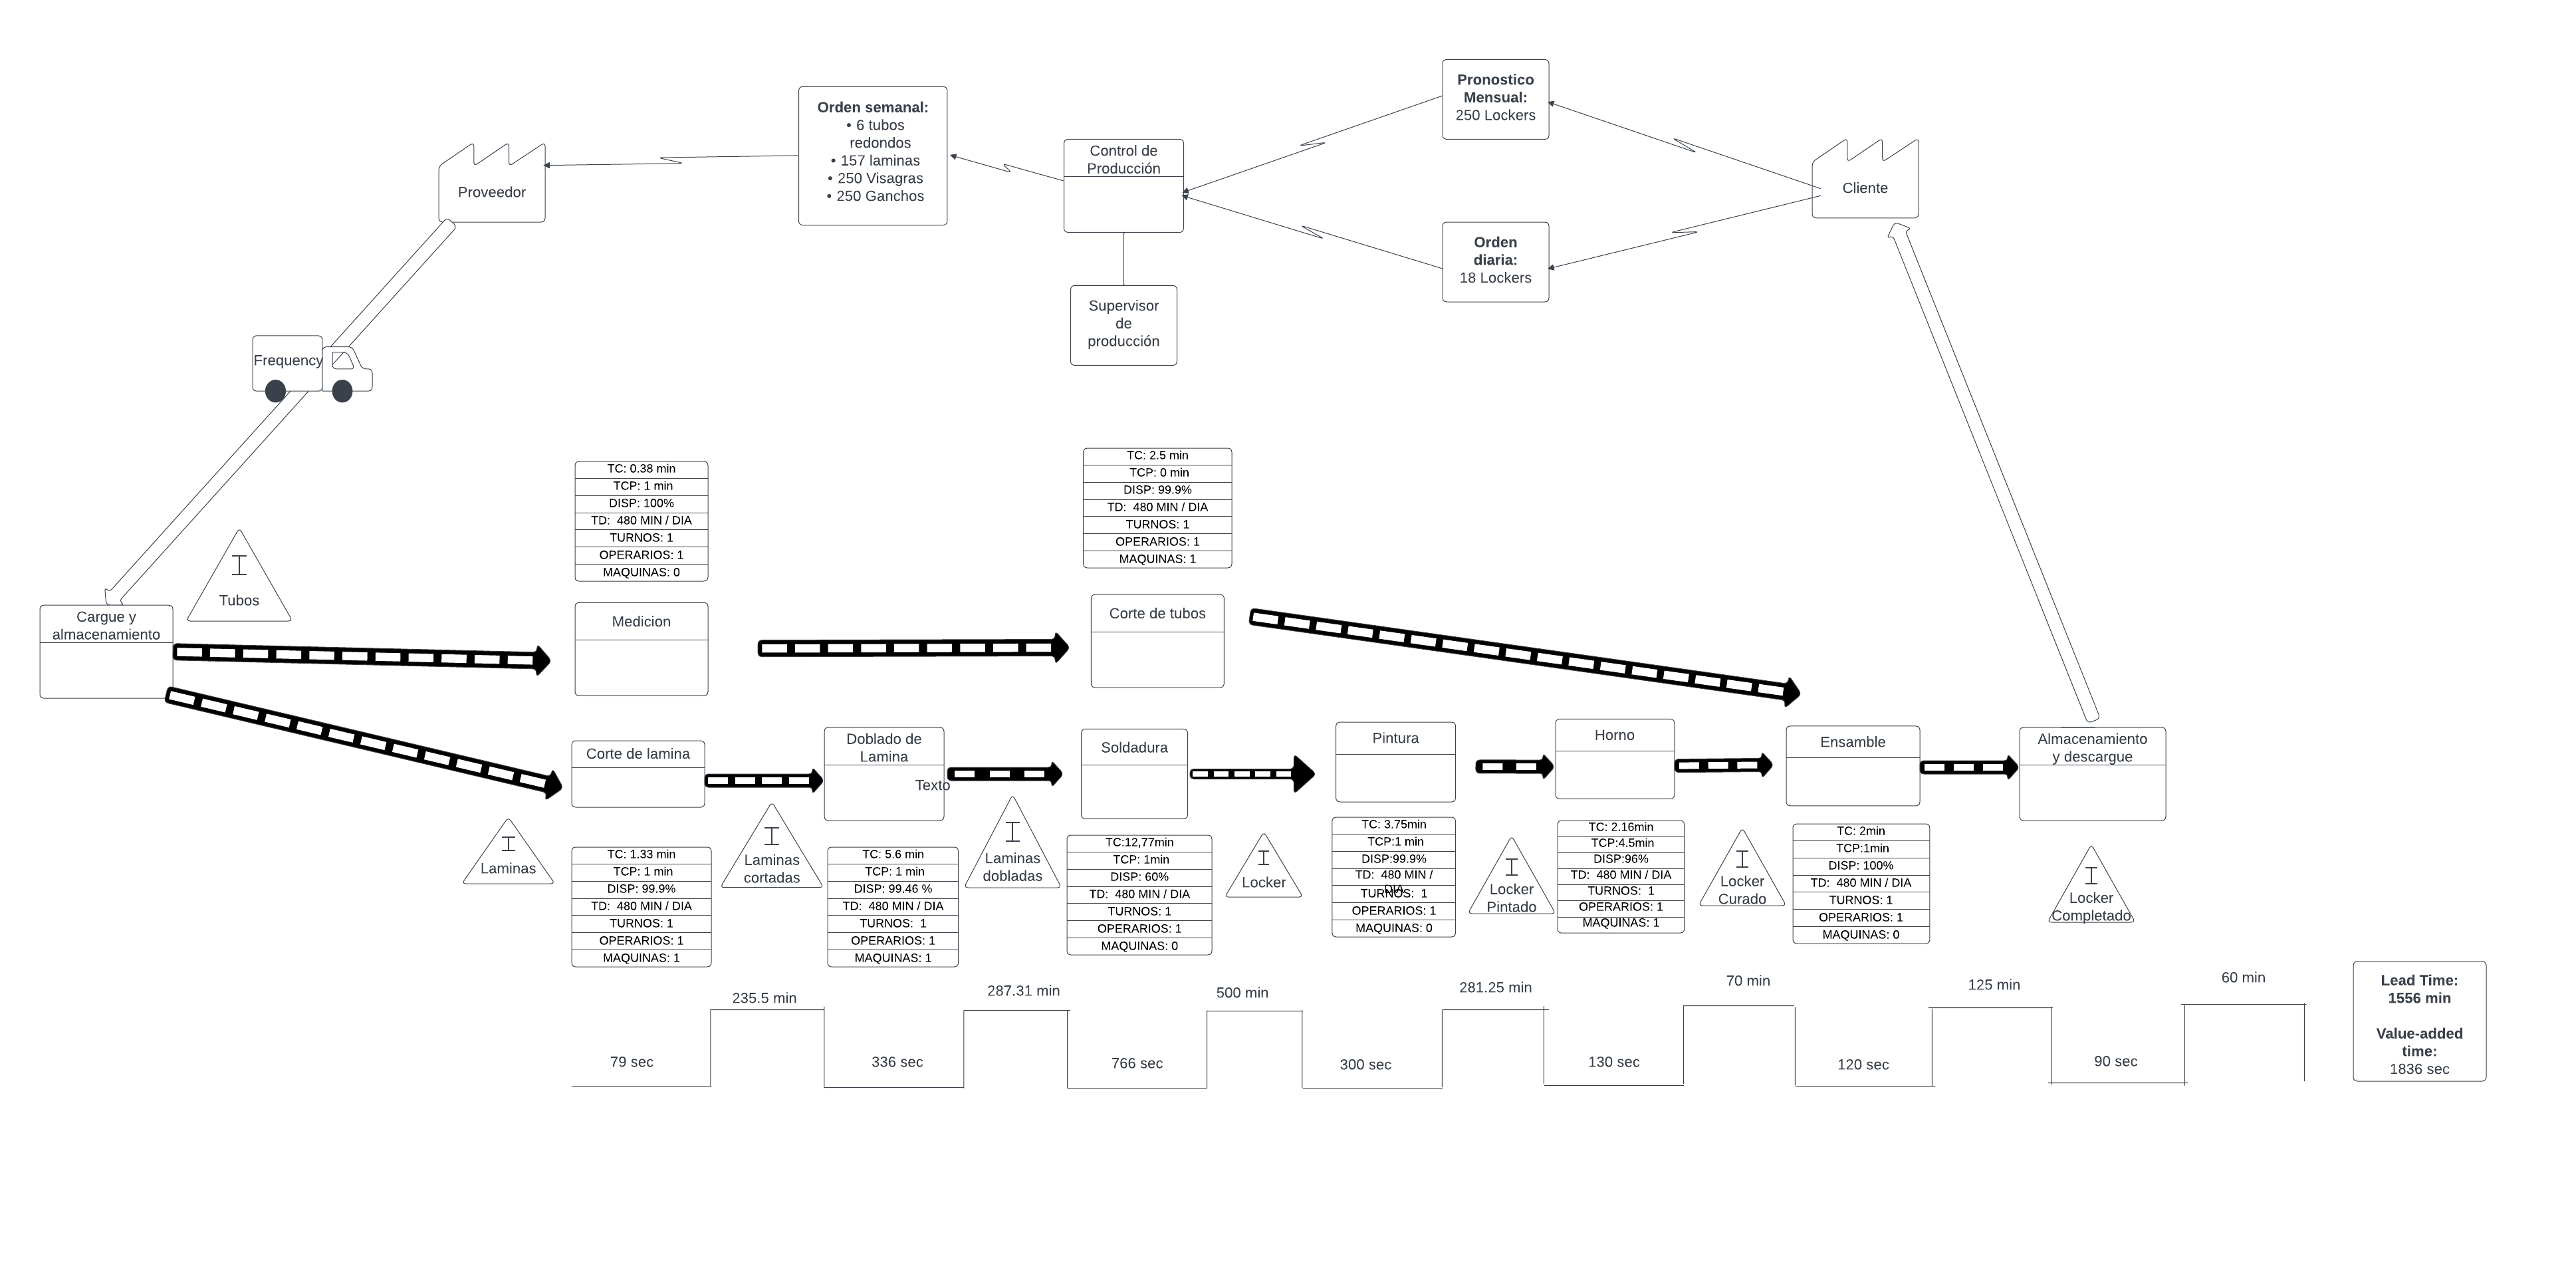 Pronostico
Mensual:
250 Lockers
Orden semanal:
• 6 tubos
redondos
• 157 laminas
• 250 Visagras
• 250 Ganchos
Control de
Producción
Proveedor
Cliente
Orden
diaria:
18 Lockers
Supervisor
de
producción
Frequency
TC: 0.38 min
TCP: 1 min
DISP: 100%
TD: 480 MIN / DIA
TURNOS: 1
OPERARIOS: 1
MAQUINAS: 0
TC: 2.5 min
TCP: 0 min
DISP: 99.9%
TD: 480 MIN / DIA
TURNOS: 1
OPERARIOS: 1
MAQUINAS: 1
Tubos
Cargue y
almacenamiento
Medicion
Corte de tubos
Corte de lamina
Doblado de
Lamina
Texto
Soldadura
Pintura
Horno
Ensamble
Almacenamiento
y descargue
Laminas
TC: 1.33 min
TCP: 1 min
DISP: 99.9%
TD: 480 MIN / DIA
TURNOS: 1
OPERARIOS: 1
MAQUINAS: 1
Laminas
cortadas
TC: 5.6 min
TCP: 1 min
DISP: 99.46 %
TD: 480 MIN / DIA
TURNOS: 1
OPERARIOS: 1
MAQUINAS: 1
Laminas
dobladas
TC:12,77min
TCP: 1min
DISP: 60%
TD: 480 MIN / DIA
TURNOS: 1
OPERARIOS: 1
MAQUINAS: 0
Locker
TC: 3.75min
TCP:1 min
DISP:99.9%
TD: 480 MIN /
DIA
TURNOS: 1
OPERARIOS: 1
MAQUINAS: 0
Locker
Pintado
TC: 2.16min
TCP:4.5min
DISP:96%
TD: 480 MIN / DIA
TURNOS: 1
OPERARIOS: 1
MAQUINAS: 1
Locker
Curado
TC: 2min
TCP:1min
DISP: 100%
TD: 480 MIN / DIA
TURNOS: 1
OPERARIOS: 1
MAQUINAS: 0
Locker
Completado
79 sec
235.5 min
336 sec
287.31 min
766 sec
500 min
300 sec
281.25 min
130 sec
70 min
120 sec
125 min
90 sec
60 min
Lead Time:
1556 min
Value-added
time:
1836 sec